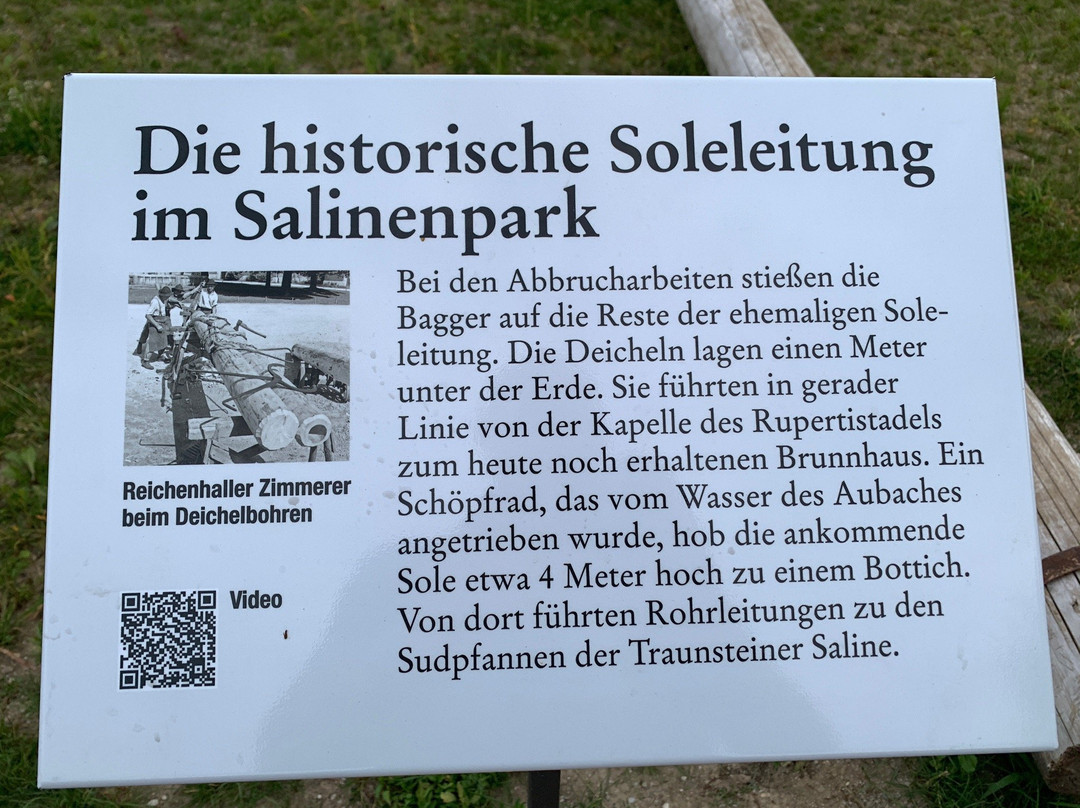 Die historische Soleleitung
im Salinenpark
Bei den Abbrucharbeiten stießen die
Bagger auf die Reste der ehemaligen Sole-
leitung. Die Deicheln lagen einen Meter
unter der Erde. Sie führten in gerader
Linie von der Kapelle des Rupertistadels
zum heute noch erhaltenen Brunnhaus. Ein
Schöpfrad, das vom Wasser des Aubaches
angetrieben wurde, hob die ankommende
Sole etwa 4 Meter hoch zu einem Bottich.
Von dort führten Rohrleitungen zu den
Sudpfannen der Traunsteiner Saline.
Reichenhaller Zimmerer
beim Deichelbohren
Video